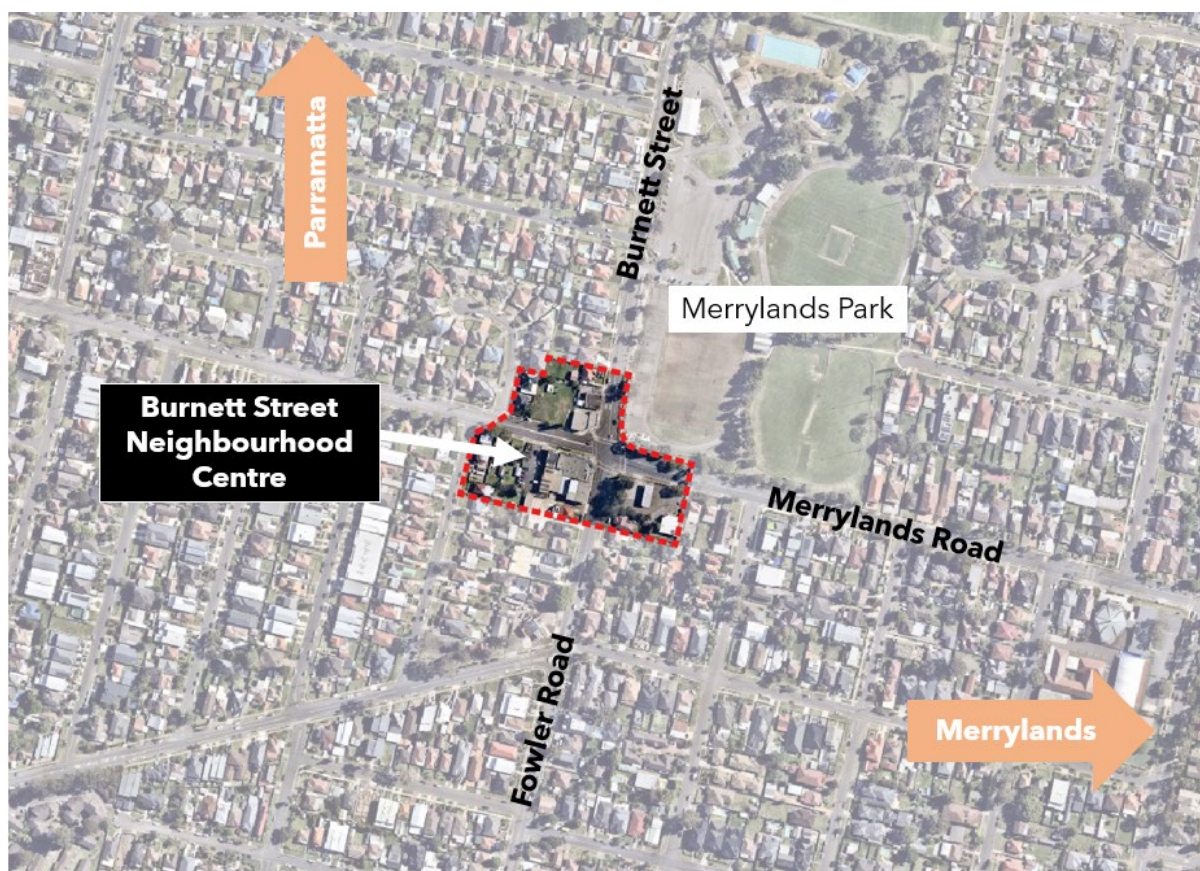 Parramatta
Burnett Street
Merrylands Park
Burnett Street
Neighbourhood
Centre
Merrylands Road
Fowler Road
Merrylands